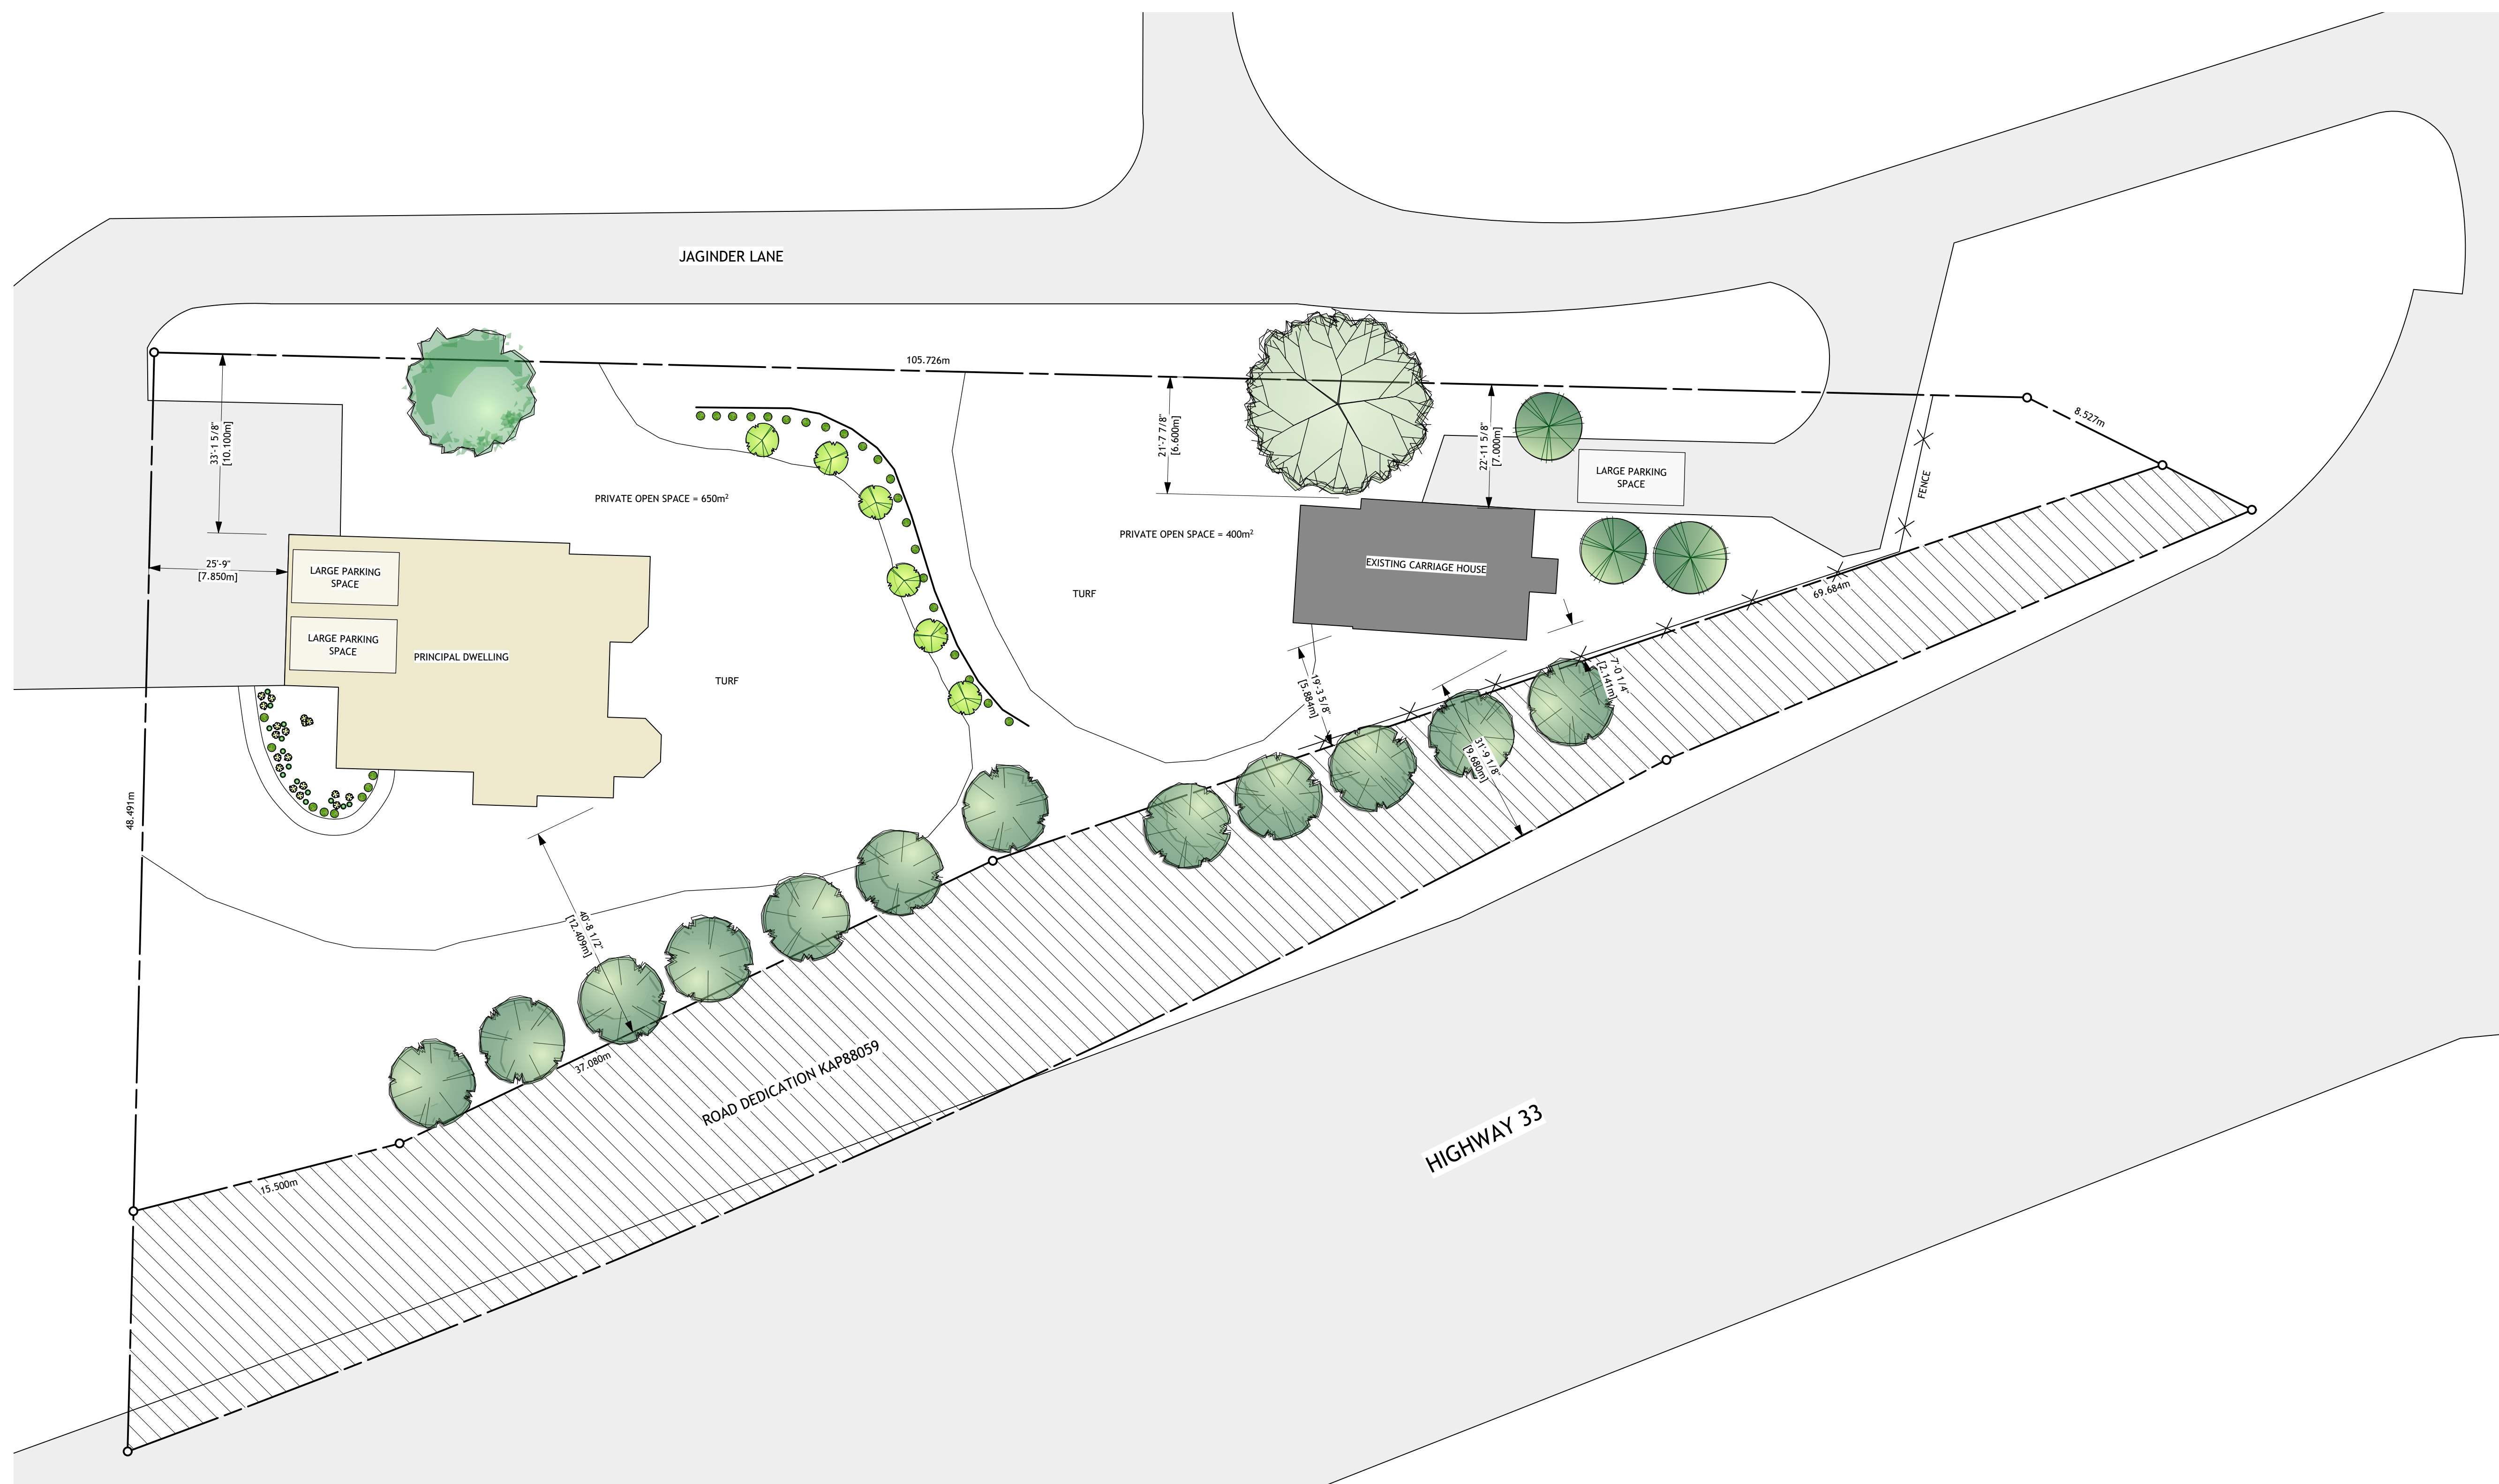 JAGINDER LANE
105.726m
8.527m
33'-1 5/8"
[10.100m]
21'-7 7/8"
[6.600m]
22'-11 5/8"
[7.000m]
LARGE PARKING
SPACE
FENCE
PRIVATE OPEN SPACE = 650m²
PRIVATE OPEN SPACE = 400m²
25'-9"
[7.850m]
LARGE PARKING
SPACE
EXISTING CARRIAGE HOUSE
TURF
69.684m
LARGE PARKING
SPACE
PRINCIPAL DWELLING
TURF
7'-0 1/4"
[2.141m]
19'-3 5/8"
[5.884m]
31'-9 1/8"
[9.680m]
48.491m
40'-8 1/2"
[12.409m]
37.080m
ROAD DEDICATION KAP88059
HIGHWAY 33
15.500m